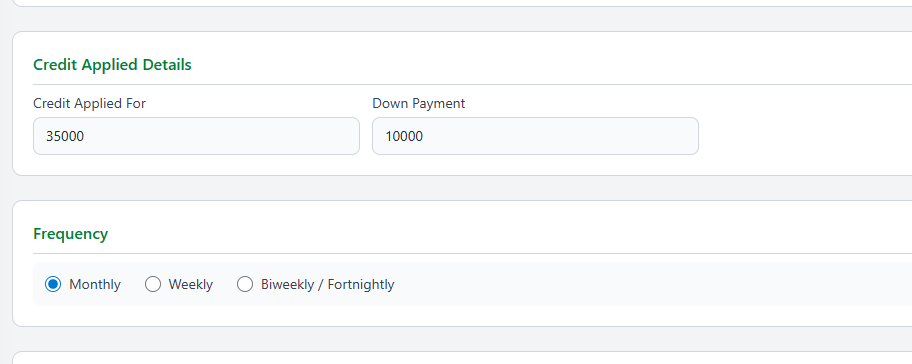 Credit Applied Details
Credit Applied For Down Payment
35000 10000
Frequency
Monthly Weekly Biweekly / Fortnightly